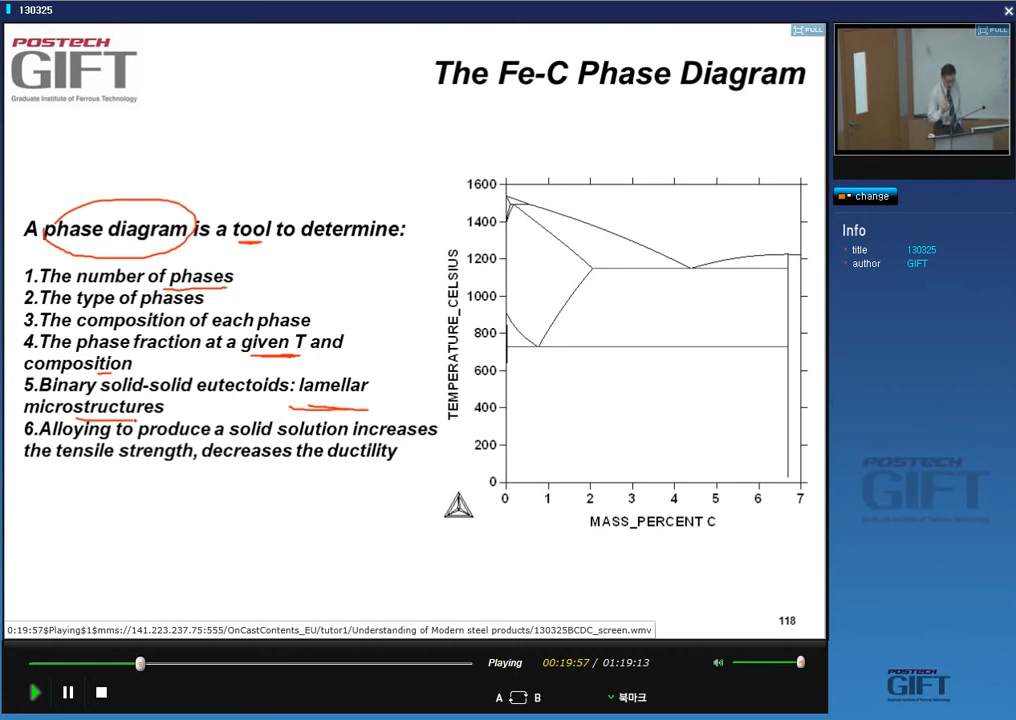 130325
FULL
POSTECH
GIFT
Graduate Institute of Ferrous Technology
The Fe-C Phase Diagram
FULL
A phase diagram is a tool to determine:
1.The number of phases
2.The type of phases
3.The composition of each phase
4.The phase fraction at a given T and
composition
5.Binary solid-solid eutectoids: lamellar
microstructures
6.Alloying to produce a solid solution increases
the tensile strength, decreases the ductility
TEMPERATURE_CELSIUS
1600
1400
1200
1000
800
600
400
200
0
0 1 2 3 4 5 6 7
MASS_PERCENT C
118
change
Info
title 130325
author GIFT
POSTECH
GIFT
0:19:57$Playing$1$mms://141.223.237.75:555/OnCastContents_EU/tutor1/Understanding of Modern steel products/130325BCDC_screen.wmv
Playing 00:19:57 / 01:19:13
A B 북마크
POSTECH
GIFT